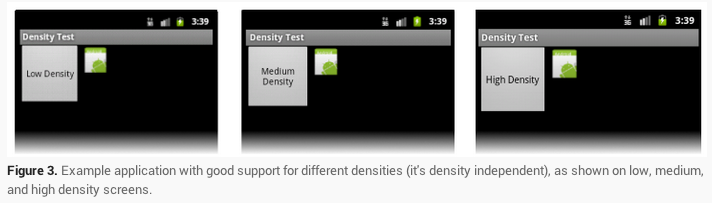 3:39
Density Test
Low Density
3:39
Density Test
Medium
Density
3:39
Density Test
High Density
Figure 3. Example application with good support for different densities (it's density independent), as shown on low, medium,
and high density screens.